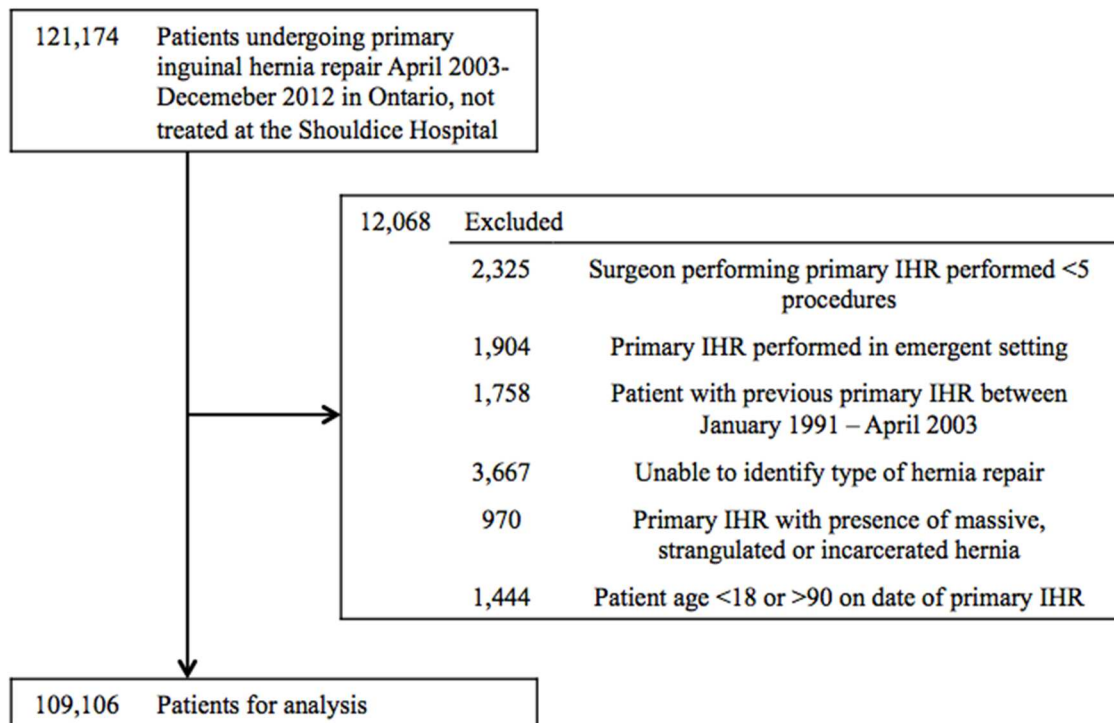 121,174 Patients undergoing primary
inguinal hernia repair April 2003-
Decemeber 2012 in Ontario, not
treated at the Shouldice Hospital
12,068 Excluded
2,325 Surgeon performing primary IHR performed <5
procedures
1,904 Primary IHR performed in emergent setting
1,758 Patient with previous primary IHR between
January 1991 – April 2003
3,667 Unable to identify type of hernia repair
970 Primary IHR with presence of massive,
strangulated or incarcerated hernia
1,444 Patient age <18 or >90 on date of primary IHR
109,106 Patients for analysis